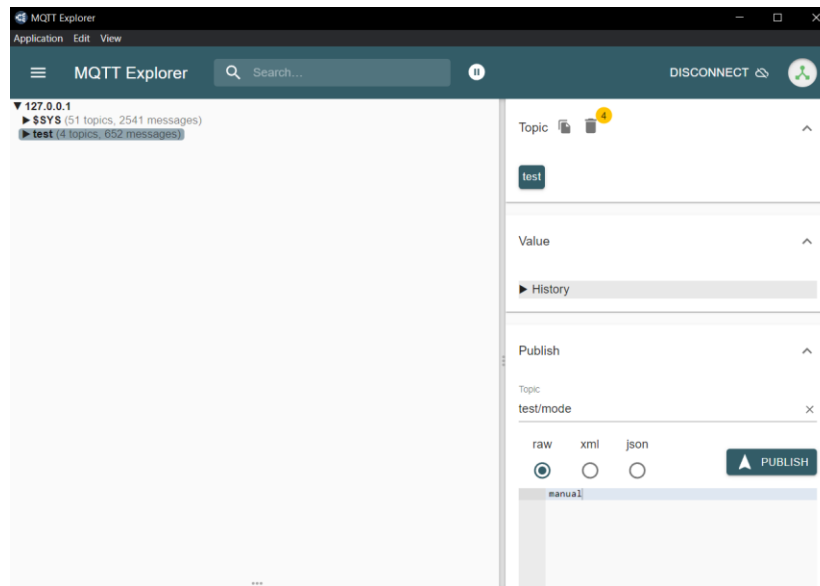 MQTT Explorer
Application Edit View
MQTT Explorer
Search...
DISCONNECT
▼ 127.0.0.1
▶ $SYS (51 topics, 2541 messages)
▶ test (4 topics, 652 messages)
Topic
4
test
Value
▶ History
Publish
Topic
test/mode
raw xml json
PUBLISH
manual